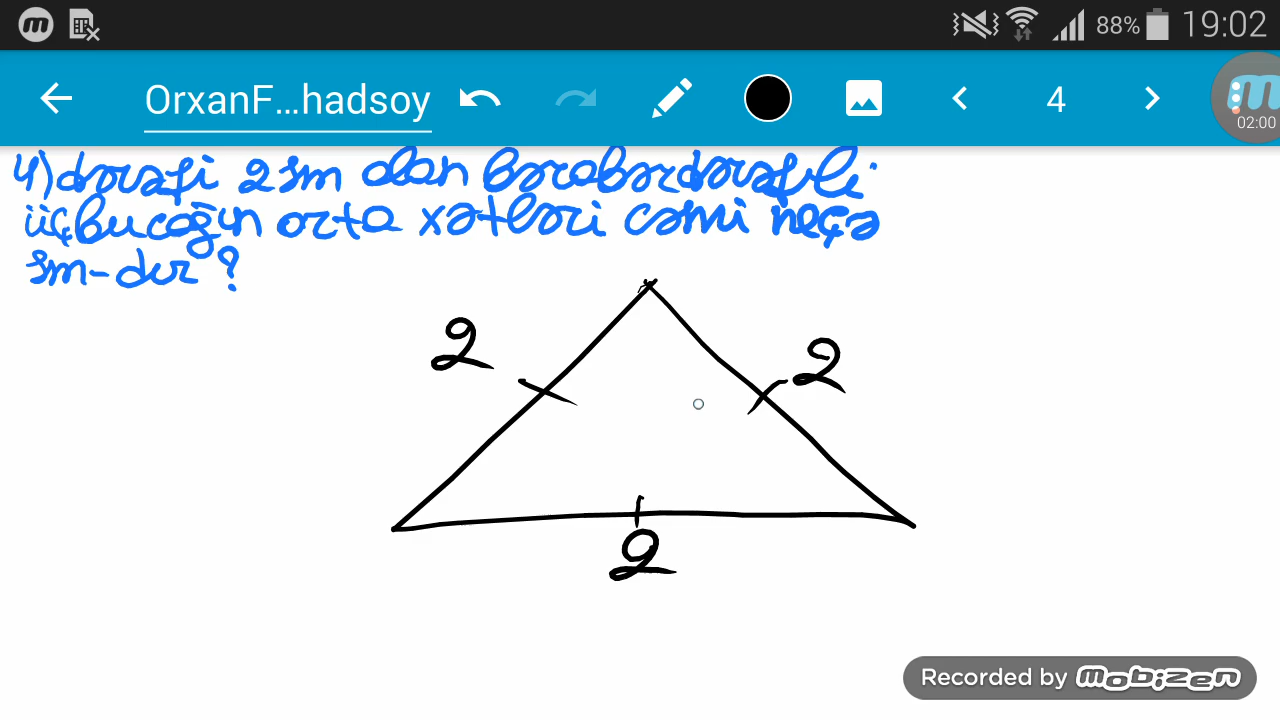 88% 19:02
OrxanF...hadsoy 4
02:00
4) tərəfi 2 sm olan bərabərtərəfli
üçbucağın orta xətləri cəmi neçə
sm-dir ?
2 2
2
Recorded by mobizen